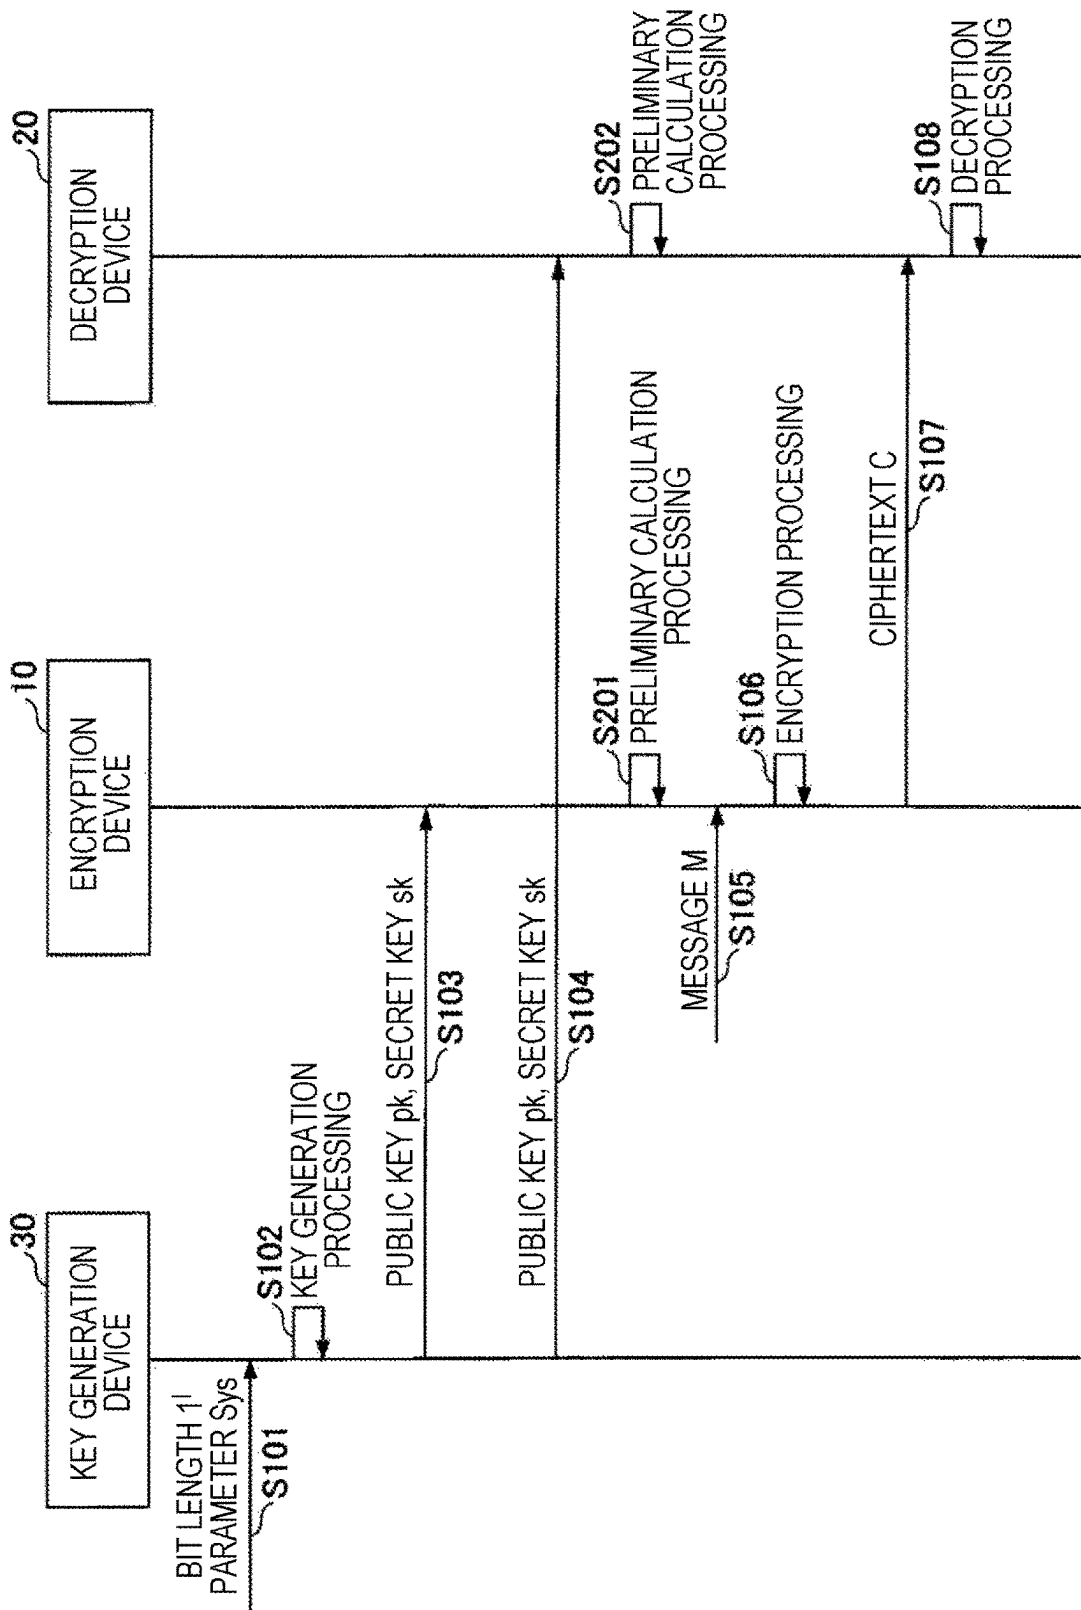 30
KEY GENERATION
DEVICE
10
ENCRYPTION
DEVICE
20
DECRYPTION
DEVICE
BIT LENGTH 1^l
PARAMETER Sys
S101
S102
KEY GENERATION
PROCESSING
PUBLIC KEY pk, SECRET KEY sk
S103
PUBLIC KEY pk, SECRET KEY sk
S104
S201
PRELIMINARY CALCULATION
PROCESSING
S202
PRELIMINARY
CALCULATION
PROCESSING
MESSAGE M
S105
S106
ENCRYPTION PROCESSING
CIPHERTEXT C
S107
S108
DECRYPTION
PROCESSING